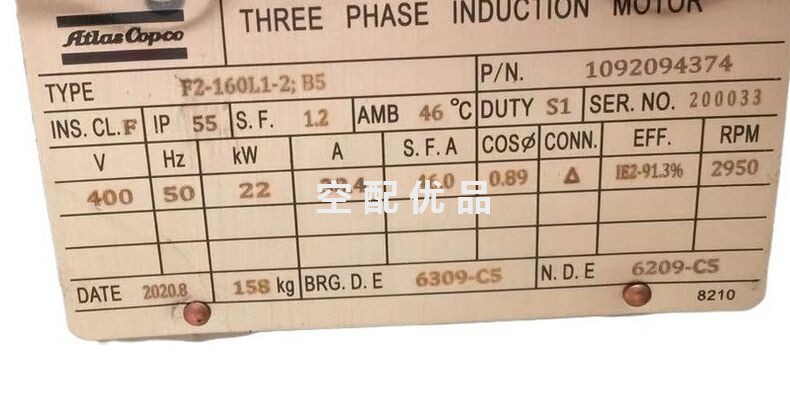 Atlas Copco
THREE PHASE INDUCTION MOTOR
TYPE F2-160L1-2; B5 P/N. 1092094374
INS. CL. F IP 55 S. F. 1.2 AMB 46 °C DUTY S1 SER. NO. 200033
V Hz kW A S. F. A COSØ CONN. EFF. RPM
400 50 22 0.89 Δ IE2-91.3% 2950
空配优品
DATE 2020.8 158 kg BRG. D. E 6309-C5 N. D. E 6209-C5
8210